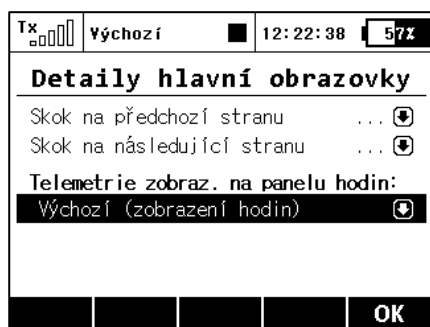 Tx Výchozí 12:22:38 57%
Detaily hlavní obrazovky
Skok na předchozí stranu ...
Skok na následující stranu ...
Telemetrie zobraz. na panelu hodin:
Výchozí (zobrazení hodin)
OK